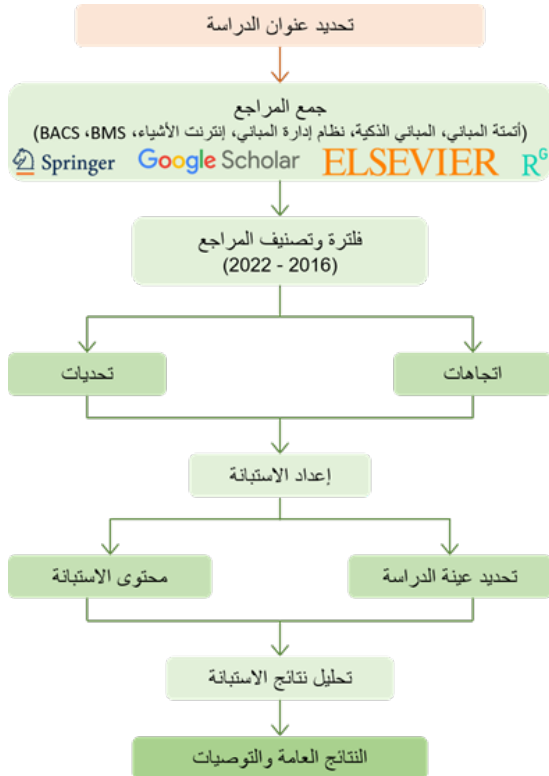 تحديد عنوان الدراسة
جمع المراجع
(أتمتة المباني، المباني الذكية، نظام إدارة المباني، إنترنت الأشياء، BACS ،BMS)
Springer Google Scholar ELSEVIER RG
فلترة وتصنيف المراجع
(2016 - 2022)
اتجاهات
تحديات
إعداد الاستبانة
تحديد عينة الدراسة
محتوى الاستبانة
تحليل نتائج الاستبانة
النتائج العامة والتوصيات